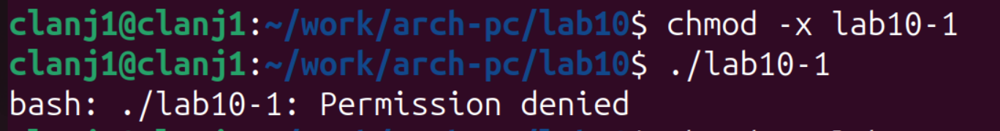 clanj1@clanj1:~/work/arch-pc/lab10$ chmod -x lab10-1
clanj1@clanj1:~/work/arch-pc/lab10$ ./lab10-1
bash: ./lab10-1: Permission denied